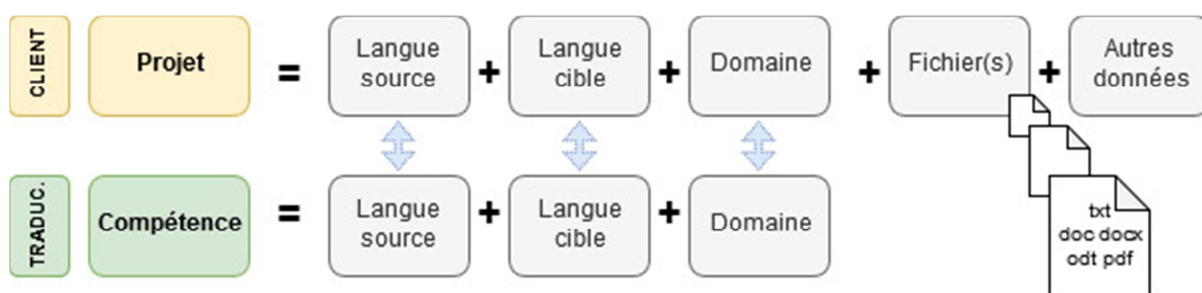 CLIENT
Projet
=
Langue
source
+
Langue
cible
+
Domaine
+
Fichier(s)
+
Autres
données
TRADUC.
Compétence
=
Langue
source
+
Langue
cible
+
Domaine
txt
doc docx
odt pdf